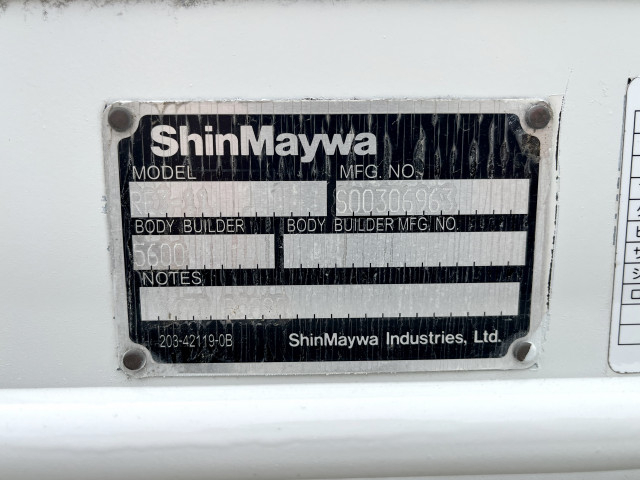 ShinMaywa
MODEL MFG. NO.
S00306963
BODY BUILDER BODY BUILDER MFG. NO.
5600
NOTES
203-42119-0B ShinMaywa Industries, Ltd.